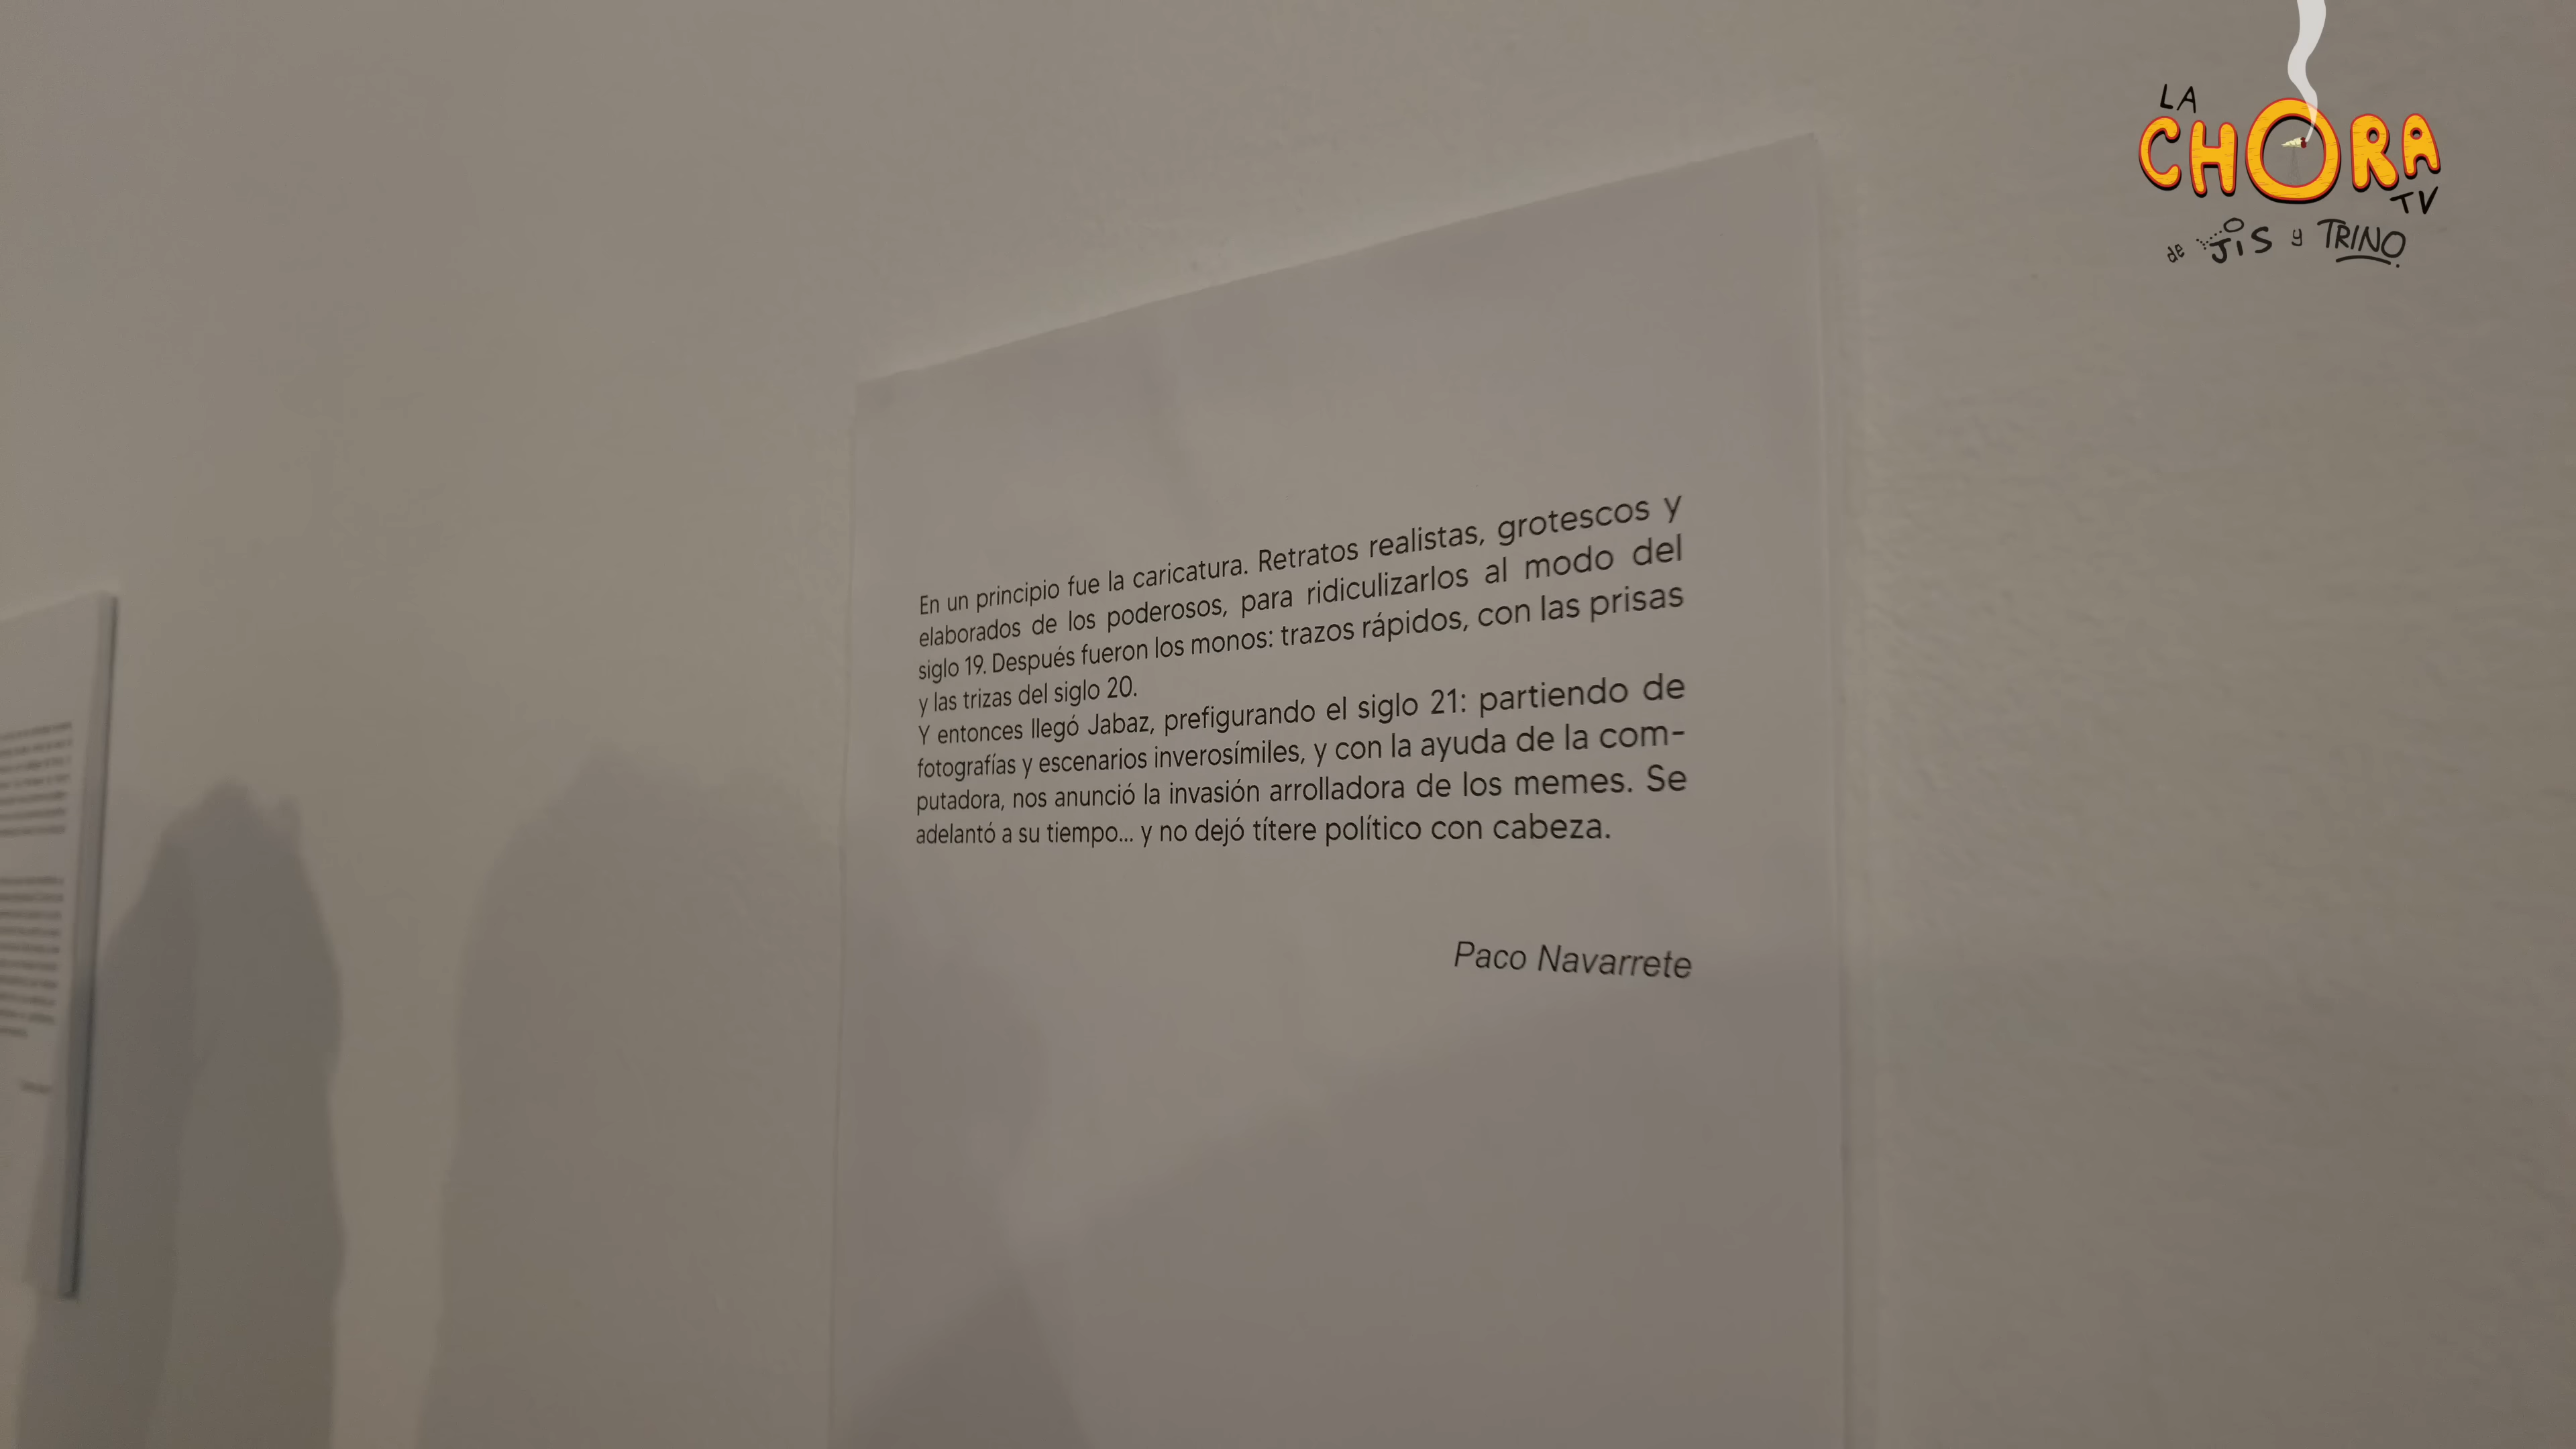 LA
CHORA
TV
de JIS y TRINO
En un principio fue la caricatura. Retratos realistas, grotescos y
elaborados de los poderosos, para ridiculizarlos al modo del
siglo 19. Después fueron los monos: trazos rápidos, con las prisas
y las trizas del siglo 20.
Y entonces llegó Jabaz, prefigurando el siglo 21: partiendo de
fotografías y escenarios inverosímiles, y con la ayuda de la com-
putadora, nos anunció la invasión arrolladora de los memes. Se
adelantó a su tiempo... y no dejó títere político con cabeza.
Paco Navarrete